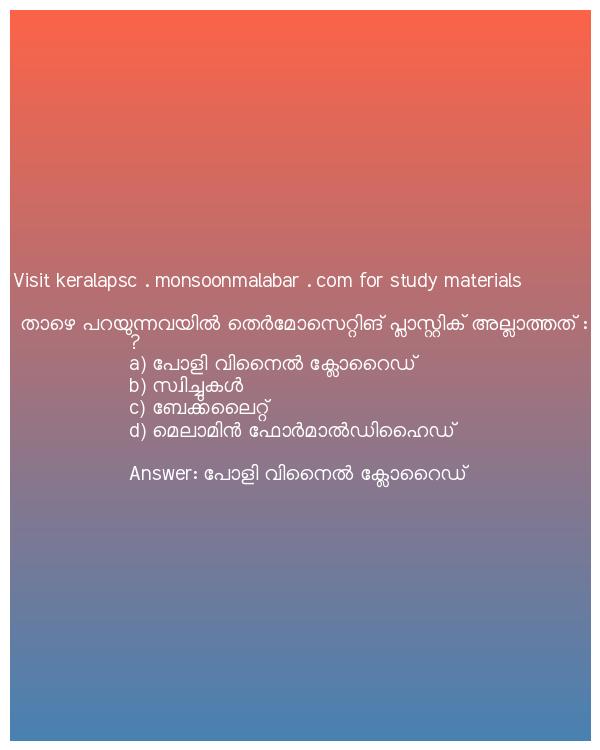 Visit keralapsc . monsoonmalabar . com for study materials
താഴെ പറയുന്നവയിൽ തെർമോസെറ്റിങ് പ്ലാസ്റ്റിക് അല്ലാത്തത് :
?
a) പോളി വിനൈൽ ക്ലോറൈഡ്
b) സ്വിച്ചുകൾ
c) ബേക്കലൈറ്റ്
d) മെലാമിൻ ഫോർമാൽഡിഹൈഡ്
Answer: പോളി വിനൈൽ ക്ലോറൈഡ്